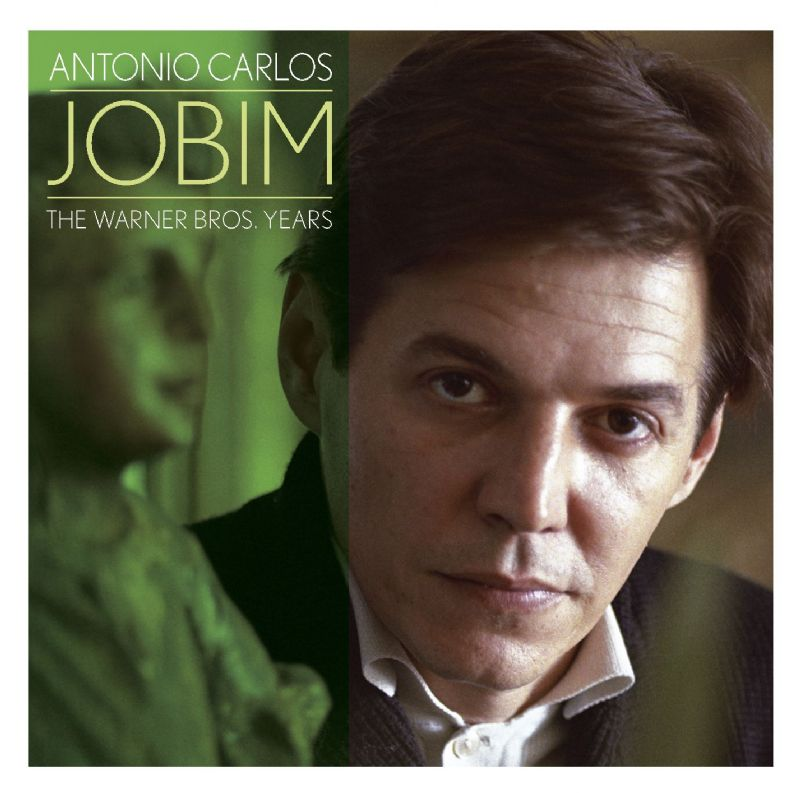 ANTONIO CARLOS
JOBIM
THE WARNER BROS. YEARS